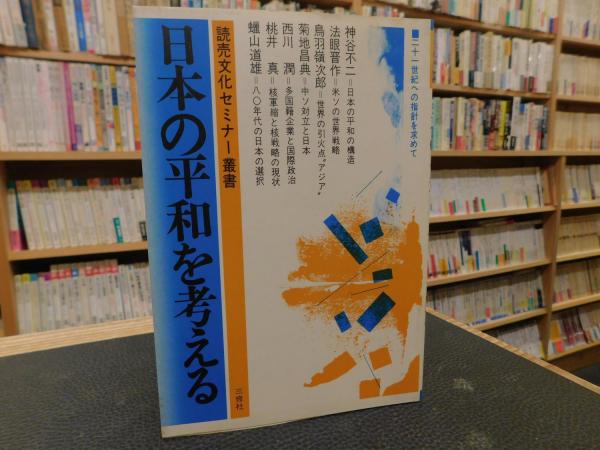 ■二十一世紀への指針を求めて
神谷不二=日本の平和の構造
法眼晋作=米ソの世界戦略
鳥羽嶺次郎=世界の引火点“アジア”
菊地昌典=中ソ対立と日本
西川 潤=多国籍企業と国際政治
桃井 真=核軍縮と核戦略の現状
蠟山道雄=八〇年代の日本の選択
読売文化セミナー叢書
日本の平和を考える
三修社